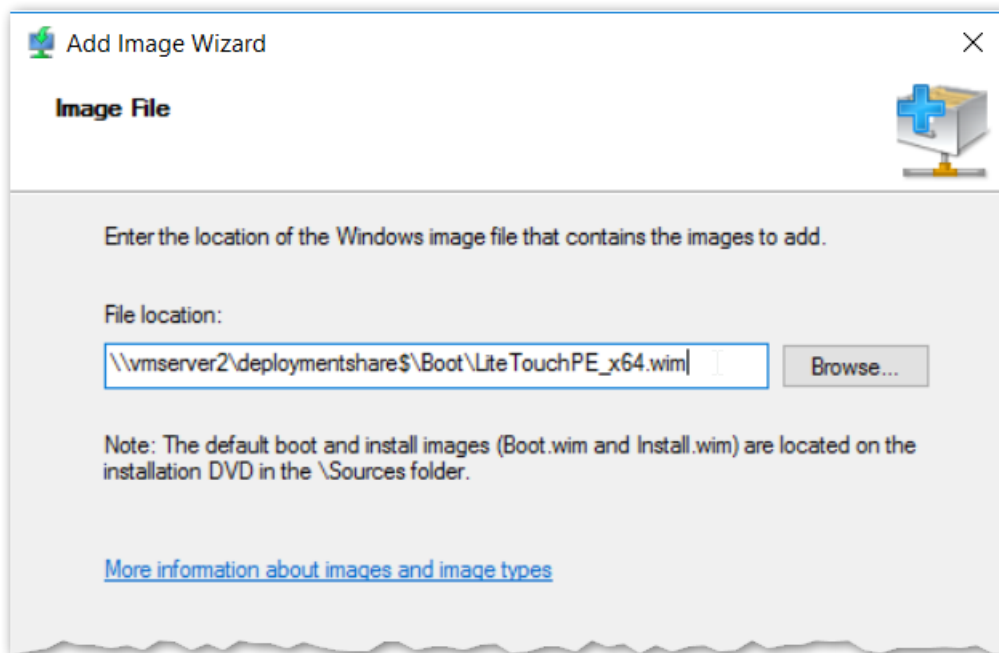 Add Image Wizard
Image File
Enter the location of the Windows image file that contains the images to add.
File location:
\\vmserver2\deploymentshare$\Boot\LiteTouchPE_x64.wim
Browse...
Note: The default boot and install images (Boot.wim and Install.wim) are located on the
installation DVD in the \Sources folder.
More information about images and image types